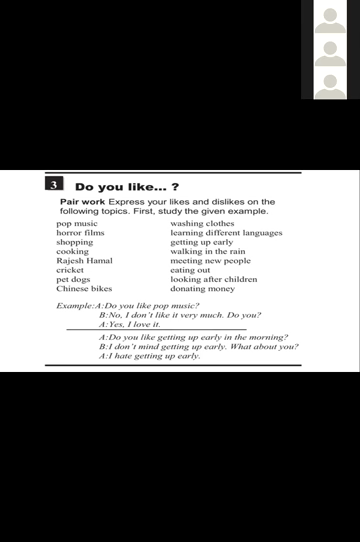 3 Do you like... ?
Pair work Express your likes and dislikes on the
following topics. First, study the given example.
pop music
horror films
shopping
cooking
Rajesh Hamal
cricket
pet dogs
Chinese bikes
washing clothes
learning different languages
getting up early
walking in the rain
meeting new people
eating out
looking after children
donating money
Example:A:Do you like pop music?
B:No, I don't like it very much. Do you?
A:Yes, I love it.
A:Do you like getting up early in the morning?
B:I don't mind getting up early. What about you?
A:I hate getting up early.